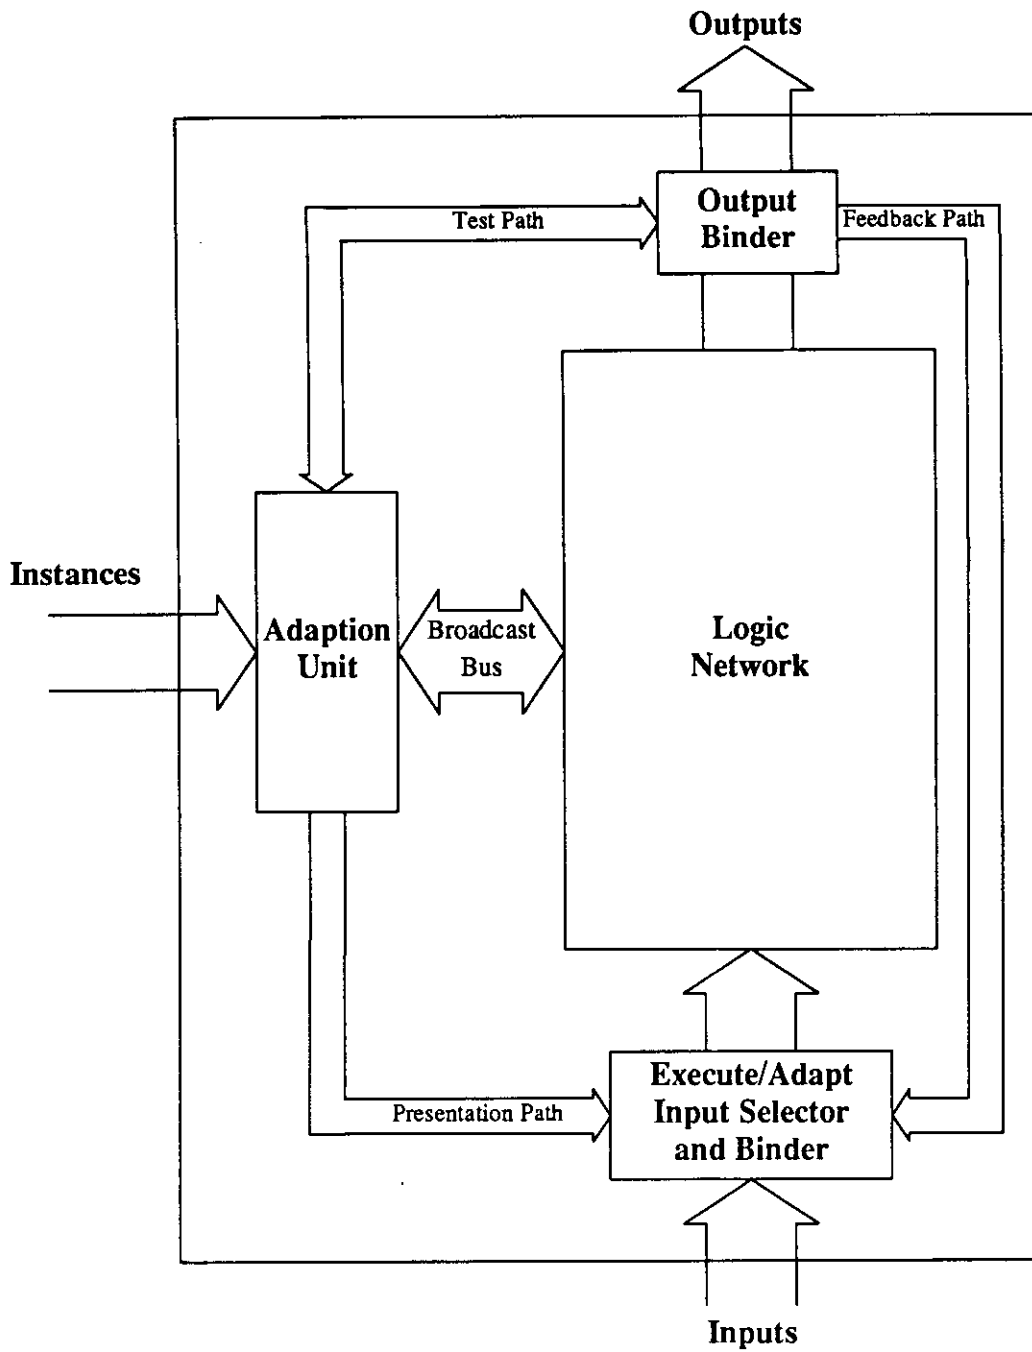 Outputs
Output
Binder
Test Path
Feedback Path
Instances
Adaption
Unit
Broadcast
Bus
Logic
Network
Execute/Adapt
Input Selector
and Binder
Presentation Path
Inputs